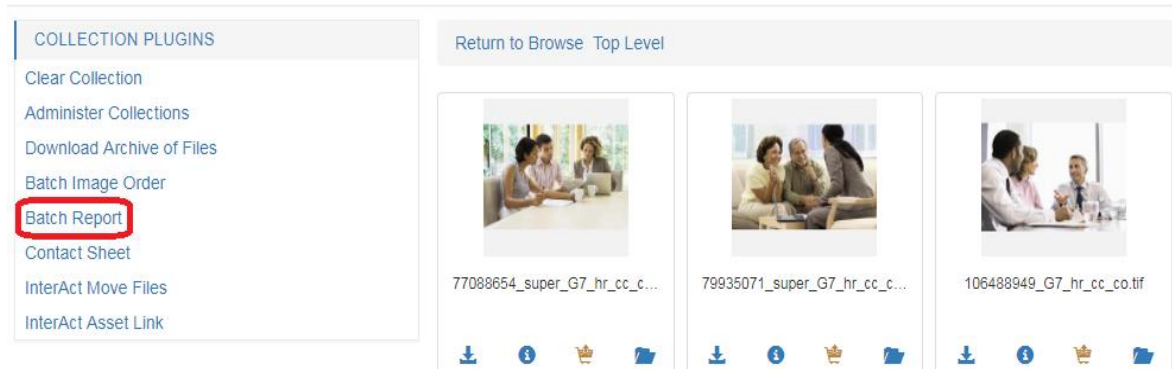 COLLECTION PLUGINS
Clear Collection
Administer Collections
Download Archive of Files
Batch Image Order
Batch Report
Contact Sheet
InterAct Move Files
InterAct Asset Link
Return to Browse Top Level
77088654_super_G7_hr_cc_c...
79935071_super_G7_hr_cc_c...
106488949_G7_hr_cc_co.tif